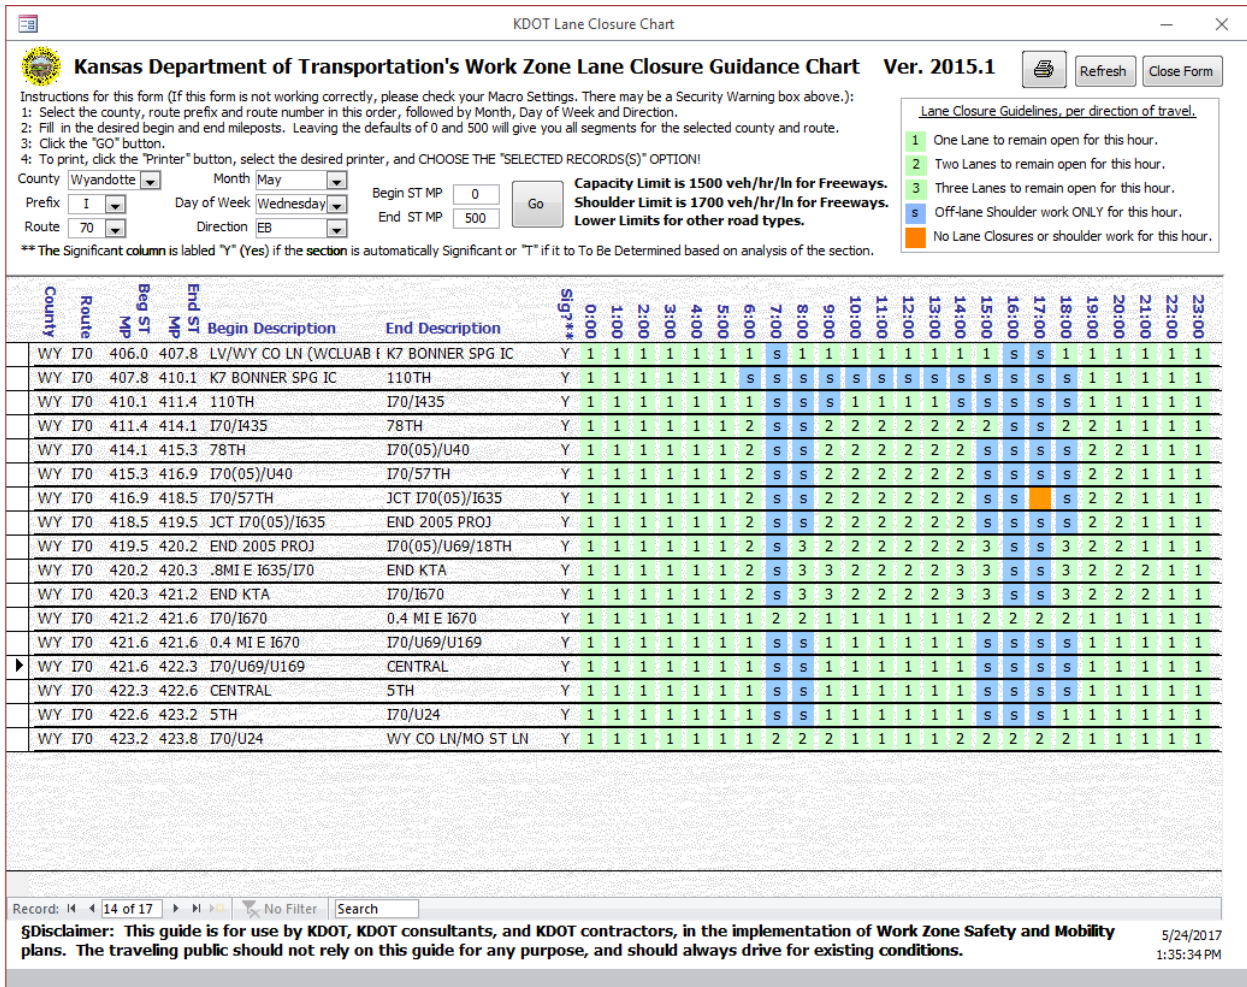 KDOT Lane Closure Chart
Kansas Department of Transportation's Work Zone Lane Closure Guidance Chart Ver. 2015.1
Refresh Close Form
Instructions for this form (If this form is not working correctly, please check your Macro Settings. There may be a Security Warning box above.):
1: Select the county, route prefix and route number in this order, followed by Month, Day of Week and Direction.
2: Fill in the desired begin and end mileposts. Leaving the defaults of 0 and 500 will give you all segments for the selected county and route.
3: Click the "GO" button.
4: To print, click the "Printer" button, select the desired printer, and CHOOSE THE "SELECTED RECORDS(S)" OPTION!
Lane Closure Guidelines, per direction of travel.
1 One Lane to remain open for this hour.
2 Two Lanes to remain open for this hour.
3 Three Lanes to remain open for this hour.
s Off-lane Shoulder work ONLY for this hour.
No Lane Closures or shoulder work for this hour.
County Wyandotte Month May
Prefix I Day of Week Wednesday
Route 70 Direction EB
Begin ST MP 0
End ST MP 500
Go
Capacity Limit is 1500 veh/hr/ln for Freeways.
Shoulder Limit is 1700 veh/hr/ln for Freeways.
Lower Limits for other road types.
** The Significant column is labled "Y" (Yes) if the section is automatically Significant or "T" if it to To Be Determined based on analysis of the section.
County Route Beg ST MP End ST MP Begin Description End Description Sig?** 0:00 1:00 2:00 3:00 4:00 5:00 6:00 7:00 8:00 9:00 10:00 11:00 12:00 13:00 14:00 15:00 16:00 17:00 18:00 19:00 20:00 21:00 22:00 23:00
WY I70 406.0 407.8 LV/WY CO LN (WCLUAB E K7 BONNER SPG IC Y 1 1 1 1 1 1 1 s 1 1 1 1 1 1 1 1 s s 1 1 1 1 1 1
WY I70 407.8 410.1 K7 BONNER SPG IC 110TH Y 1 1 1 1 1 1 s s s s s s s s s s s s s 1 1 1 1 1
WY I70 410.1 411.4 110TH I70/I435 Y 1 1 1 1 1 1 1 s s s 1 1 1 1 s s s s s 1 1 1 1 1
WY I70 411.4 414.1 I70/I435 78TH Y 1 1 1 1 1 1 2 s s 2 2 2 2 2 2 2 s s 2 2 1 1 1 1
WY I70 414.1 415.3 78TH I70(05)/U40 Y 1 1 1 1 1 1 2 s s 2 2 2 2 2 2 s s s s 2 2 1 1 1
WY I70 415.3 416.9 I70(05)/U40 I70/57TH Y 1 1 1 1 1 1 2 s s 2 2 2 2 2 2 s s s s 2 2 1 1 1
WY I70 416.9 418.5 I70/57TH JCT I70(05)/I635 Y 1 1 1 1 1 1 2 s s 2 2 2 2 2 2 s s s 2 2 1 1 1
WY I70 418.5 419.5 JCT I70(05)/I635 END 2005 PROJ Y 1 1 1 1 1 1 2 s s 2 2 2 2 2 2 s s s s 2 2 1 1 1
WY I70 419.5 420.2 END 2005 PROJ I70(05)/U69/18TH Y 1 1 1 1 1 1 2 s 3 2 2 2 2 2 2 3 s s 3 2 2 1 1 1
WY I70 420.2 420.3 .8MI E I635/I70 END KTA Y 1 1 1 1 1 1 2 s 3 3 2 2 2 2 3 3 s s 3 2 2 2 1 1
WY I70 420.3 421.2 END KTA I70/I670 Y 1 1 1 1 1 1 2 s 3 3 2 2 2 2 3 3 s s 3 2 2 2 1 1
WY I70 421.2 421.6 I70/I670 0.4 MI E I670 Y 1 1 1 1 1 1 1 2 2 1 1 1 1 1 1 2 2 2 2 1 1 1 1 1
WY I70 421.6 421.6 0.4 MI E I670 I70/U69/U169 Y 1 1 1 1 1 1 1 s s 1 1 1 1 1 1 s s s s 1 1 1 1 1
WY I70 421.6 422.3 I70/U69/U169 CENTRAL Y 1 1 1 1 1 1 1 s s 1 1 1 1 1 1 s s s s 1 1 1 1 1
WY I70 422.3 422.6 CENTRAL 5TH Y 1 1 1 1 1 1 1 s s 1 1 1 1 1 1 s s s s 1 1 1 1 1
WY I70 422.6 423.2 5TH I70/U24 Y 1 1 1 1 1 1 1 s s 1 1 1 1 1 1 s s s 1 1 1 1 1 1
WY I70 423.2 423.8 I70/U24 WY CO LN/MO ST LN Y 1 1 1 1 1 1 1 2 2 2 1 1 1 1 2 2 2 2 2 1 1 1 1 1
Record: 14 of 17 No Filter Search
§Disclaimer: This guide is for use by KDOT, KDOT consultants, and KDOT contractors, in the implementation of Work Zone Safety and Mobility
plans. The traveling public should not rely on this guide for any purpose, and should always drive for existing conditions.
5/24/2017
1:35:34 PM